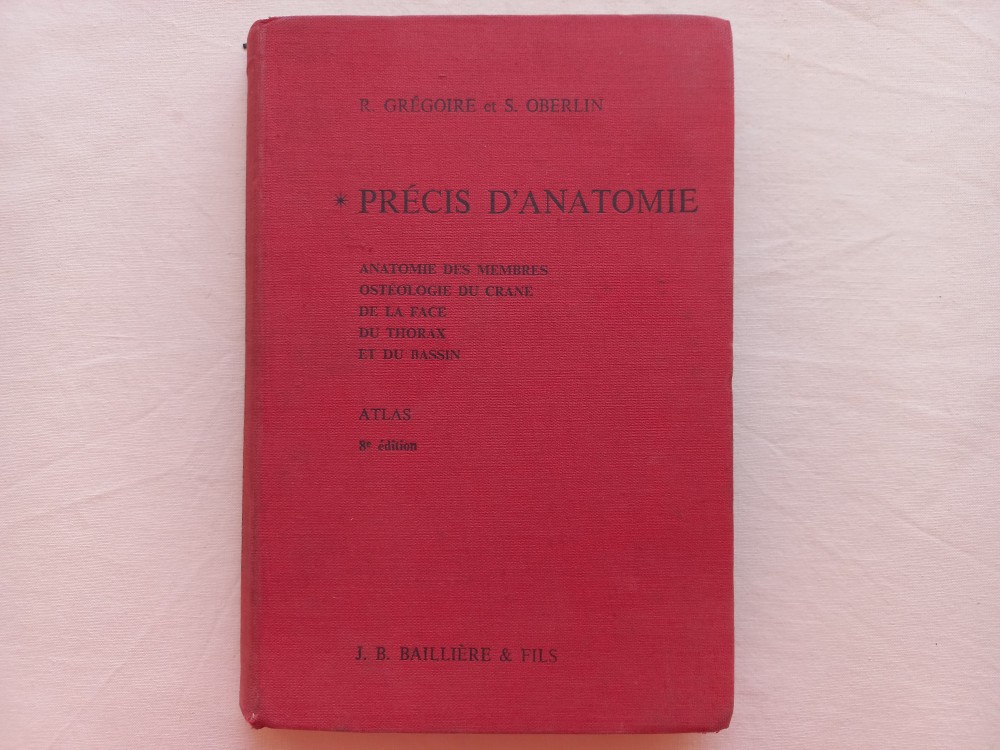 R. GRÉGOIRE et S. OBERLIN
* PRÉCIS D'ANATOMIE
ANATOMIE DES MEMBRES
OSTÉOLOGIE DU CRANE
DE LA FACE
DU THORAX
ET DU BASSIN
ATLAS
8e édition
J. B. BAILLIÈRE & FILS